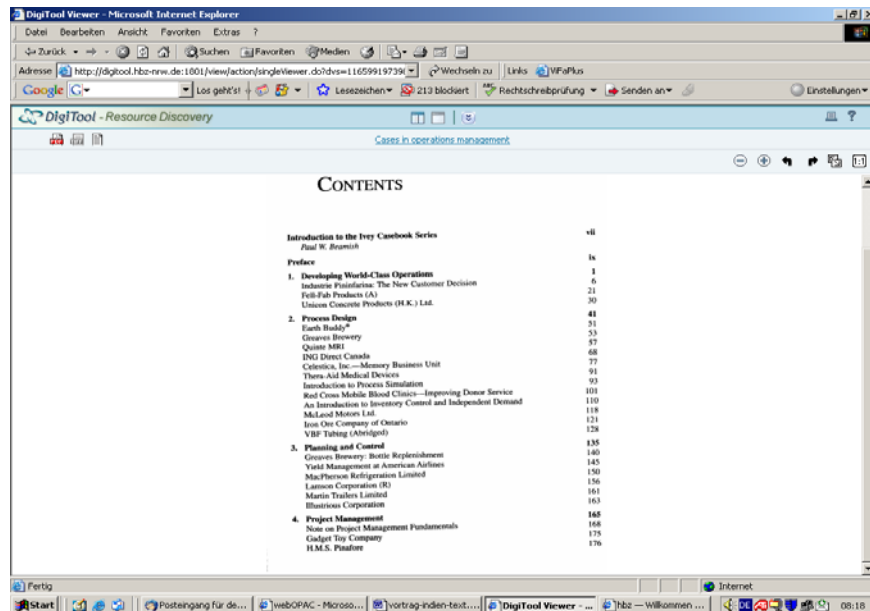 DigiTool Viewer - Microsoft Internet Explorer
Datei Bearbeiten Ansicht Favoriten Extras ?
Zurück Suchen Favoriten Medien
Adresse http://digitool.hbz-nrw.de:1801/view/action/singleViewer.do?dvs=11659919739 Wechseln zu Links ViFaPlus
Google G Los geht's! Lesezeichen 213 blockiert Rechtschreibprüfung Senden an Einstellungen
DigiTool - Resource Discovery ?
Cases in operations management
1:1
CONTENTS
Introduction to the Ivey Casebook Series vii
Paul W. Beamish
Preface ix
1. Developing World-Class Operations 1
Industrie Pininfarina: The New Customer Decision 6
Fell-Fab Products (A) 21
Unicon Concrete Products (H.K.) Ltd. 30
2. Process Design 41
Earth Buddy® 51
Greaves Brewery 53
Quinte MRI 57
ING Direct Canada 68
Celestica, Inc.—Memory Business Unit 77
Thera-Aid Medical Devices 91
Introduction to Process Simulation 93
Red Cross Mobile Blood Clinics—Improving Donor Service 101
An Introduction to Inventory Control and Independent Demand 110
McLeod Motors Ltd. 118
Iron Ore Company of Ontario 121
VBF Tubing (Abridged) 128
3. Planning and Control 135
Greaves Brewery: Bottle Replenishment 140
Yield Management at American Airlines 145
MacPherson Refrigeration Limited 150
Lamson Corporation (R) 156
Martin Trailers Limited 161
Illustrious Corporation 163
4. Project Management 165
Note on Project Management Fundamentals 168
Gadget Toy Company 175
H.M.S. Pinafore 176
Fertig Internet
Start Posteingang für de... webOPAC - Microso... vortrag-indien-text.... DigiTool Viewer - ... hbz — Willkommen ... DE 08:18